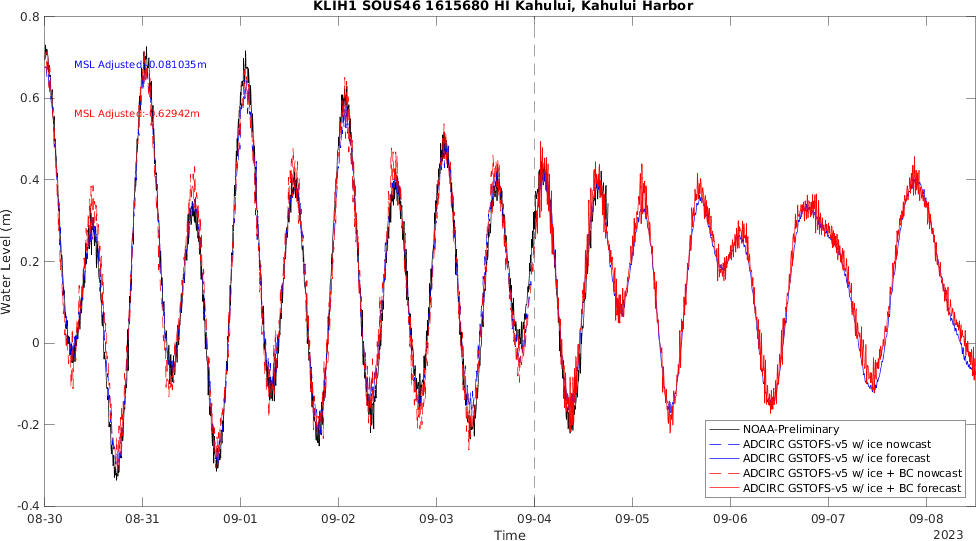 KLIH1 SOUS46 1615680 HI Kahului, Kahului Harbor
0.8
0.6
0.4
0.2
0
-0.2
-0.4
Water Level (m)
MSL Adjusted:-0.081035m
MSL Adjusted:-0.62942m
NOAA-Preliminary
ADCIRC GSTOFS-v5 w/ ice nowcast
ADCIRC GSTOFS-v5 w/ ice forecast
ADCIRC GSTOFS-v5 w/ ice + BC nowcast
ADCIRC GSTOFS-v5 w/ ice + BC forecast
08-30 08-31 09-01 09-02 09-03 09-04 09-05 09-06 09-07 09-08
Time
2023